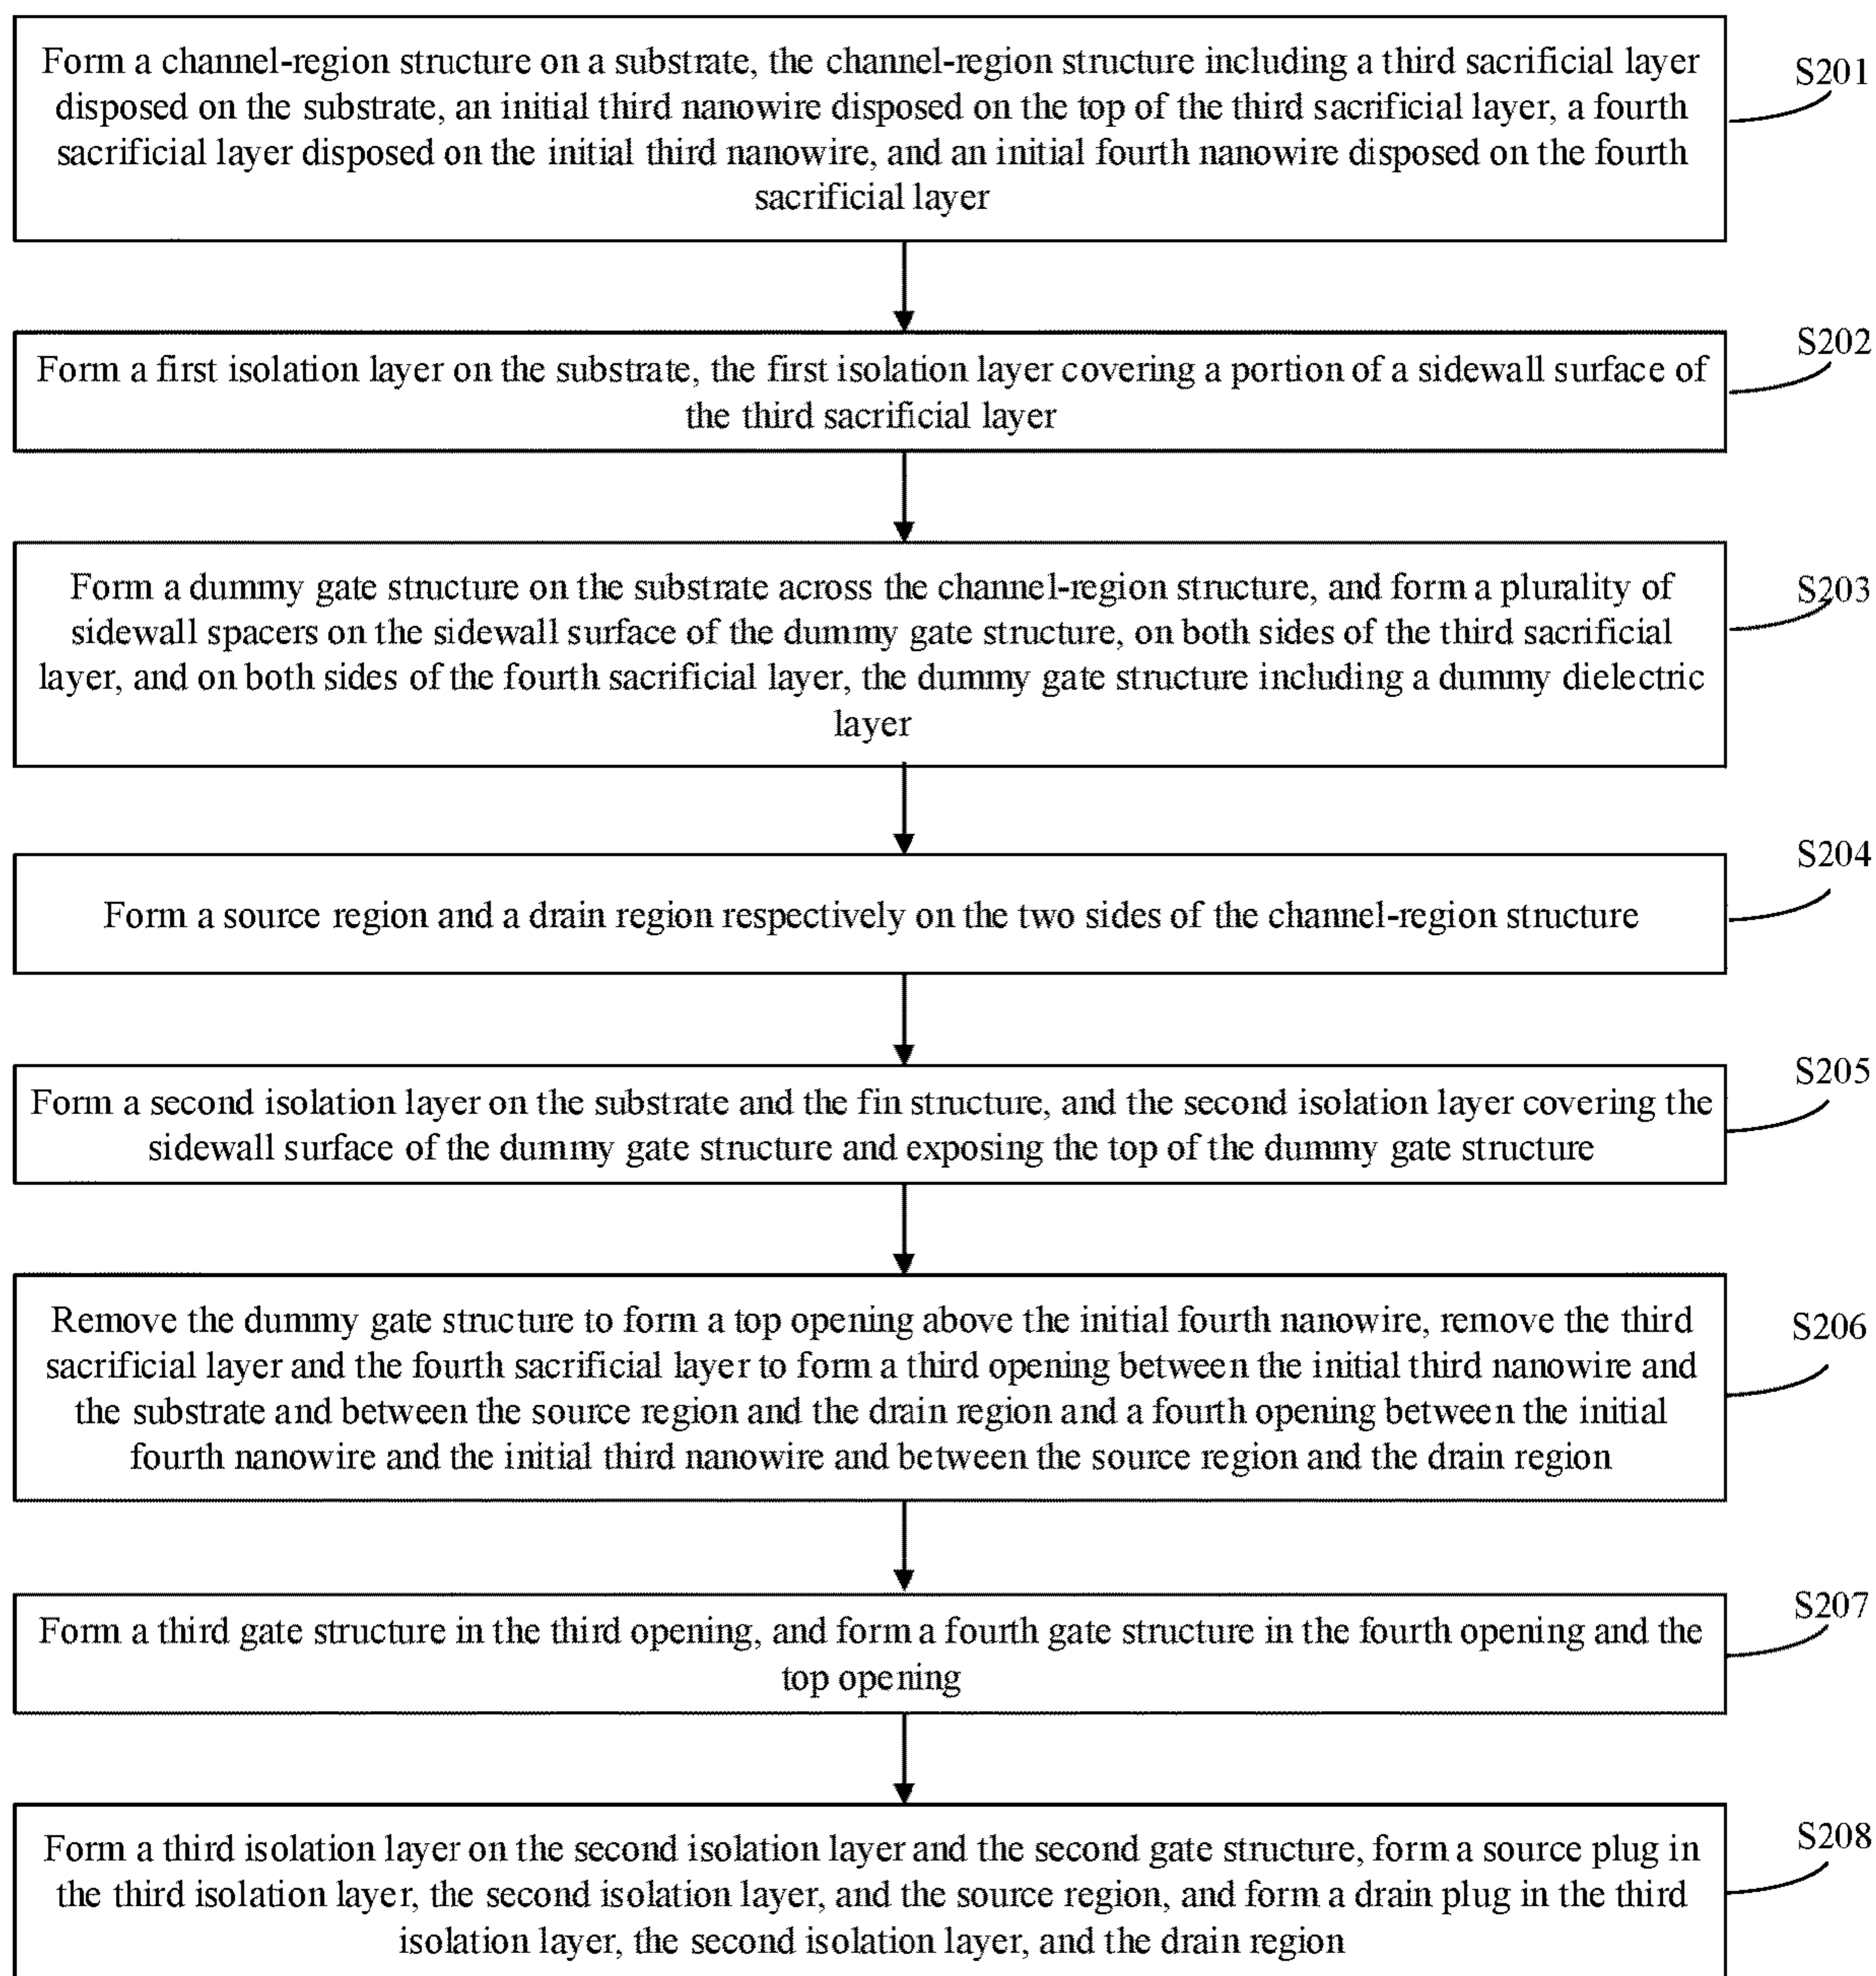 Form a channel-region structure on a substrate, the channel-region structure including a third sacrificial layer
disposed on the substrate, an initial third nanowire disposed on the top of the third sacrificial layer, a fourth
sacrificial layer disposed on the initial third nanowire, and an initial fourth nanowire disposed on the fourth
sacrificial layer
S201
Form a first isolation layer on the substrate, the first isolation layer covering a portion of a sidewall surface of
the third sacrificial layer
S202
Form a dummy gate structure on the substrate across the channel-region structure, and form a plurality of
sidewall spacers on the sidewall surface of the dummy gate structure, on both sides of the third sacrificial
layer, and on both sides of the fourth sacrificial layer, the dummy gate structure including a dummy dielectric
layer
S203
Form a source region and a drain region respectively on the two sides of the channel-region structure
S204
Form a second isolation layer on the substrate and the fin structure, and the second isolation layer covering the
sidewall surface of the dummy gate structure and exposing the top of the dummy gate structure
S205
Remove the dummy gate structure to form a top opening above the initial fourth nanowire, remove the third
sacrificial layer and the fourth sacrificial layer to form a third opening between the initial third nanowire and
the substrate and between the source region and the drain region and a fourth opening between the initial
fourth nanowire and the initial third nanowire and between the source region and the drain region
S206
Form a third gate structure in the third opening, and form a fourth gate structure in the fourth opening and the
top opening
S207
Form a third isolation layer on the second isolation layer and the second gate structure, form a source plug in
the third isolation layer, the second isolation layer, and the source region, and form a drain plug in the third
isolation layer, the second isolation layer, and the drain region
S208